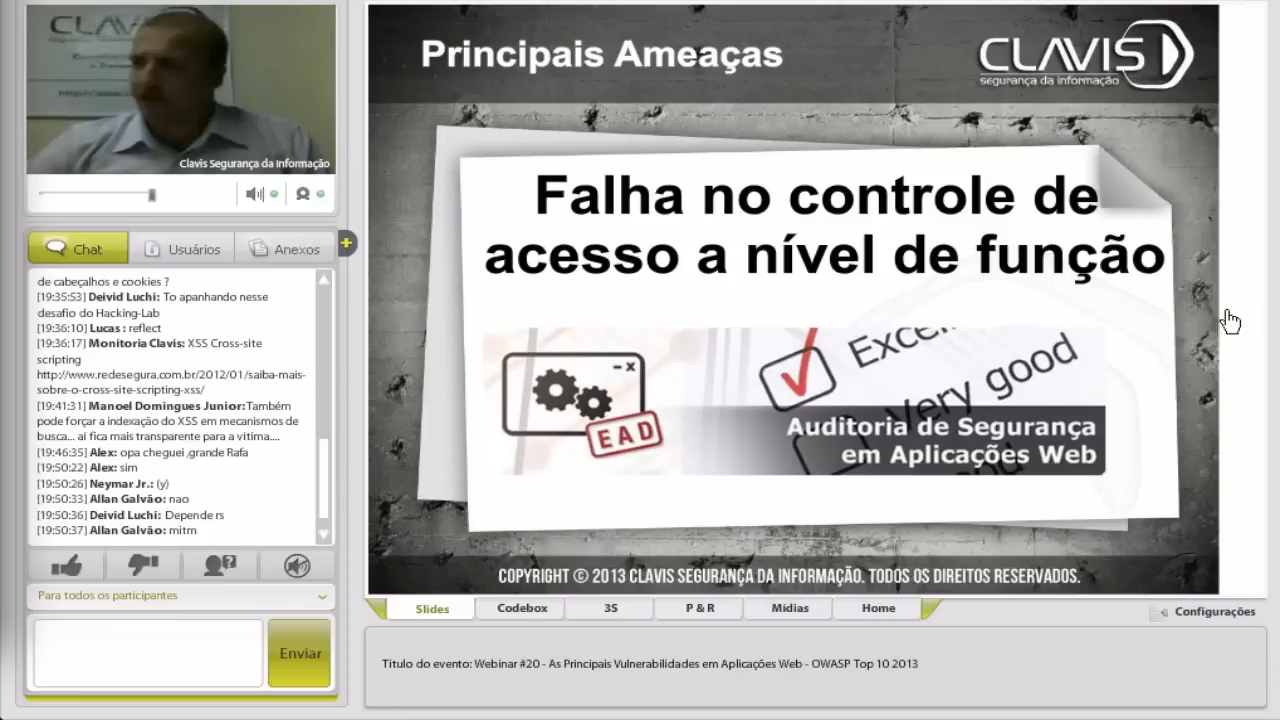 CLAVIS
Clavis Segurança da Informação
Chat
Usuários
Anexos
de cabeçalhos e cookies ?
[19:35:53] Deivid Luchi: To apanhando nesse
desafio do Hacking-Lab
[19:36:10] Lucas : reflect
[19:36:17] Monitoria Clavis: XSS Cross-site
scripting
http://www.redesegura.com.br/2012/01/saiba-mais-
sobre-o-cross-site-scripting-xss/
[19:41:31] Manoel Domingues Junior:Também
pode forçar a indexação do XSS em mecanismos de
busca... aí fica mais transparente para a vítima....
[19:46:35] Alex: opa cheguei ,grande Rafa
[19:50:22] Alex: sim
[19:50:26] Neymar Jr.: (y)
[19:50:33] Allan Galvão: nao
[19:50:36] Deivid Luchi: Depende rs
[19:50:37] Allan Galvão: mitm
Para todos os participantes
Enviar
Principais Ameaças
CLAVIS
segurança da informação
Falha no controle de
acesso a nível de função
EAD
Excel
Very good
Auditoria de Segurança
em Aplicações Web
COPYRIGHT © 2013 CLAVIS SEGURANÇA DA INFORMAÇÃO. TODOS OS DIREITOS RESERVADOS.
Slides
Codebox
3S
P & R
Mídias
Home
Configurações
Titulo do evento: Webinar #20 - As Principais Vulnerabilidades em Aplicações Web - OWASP Top 10 2013